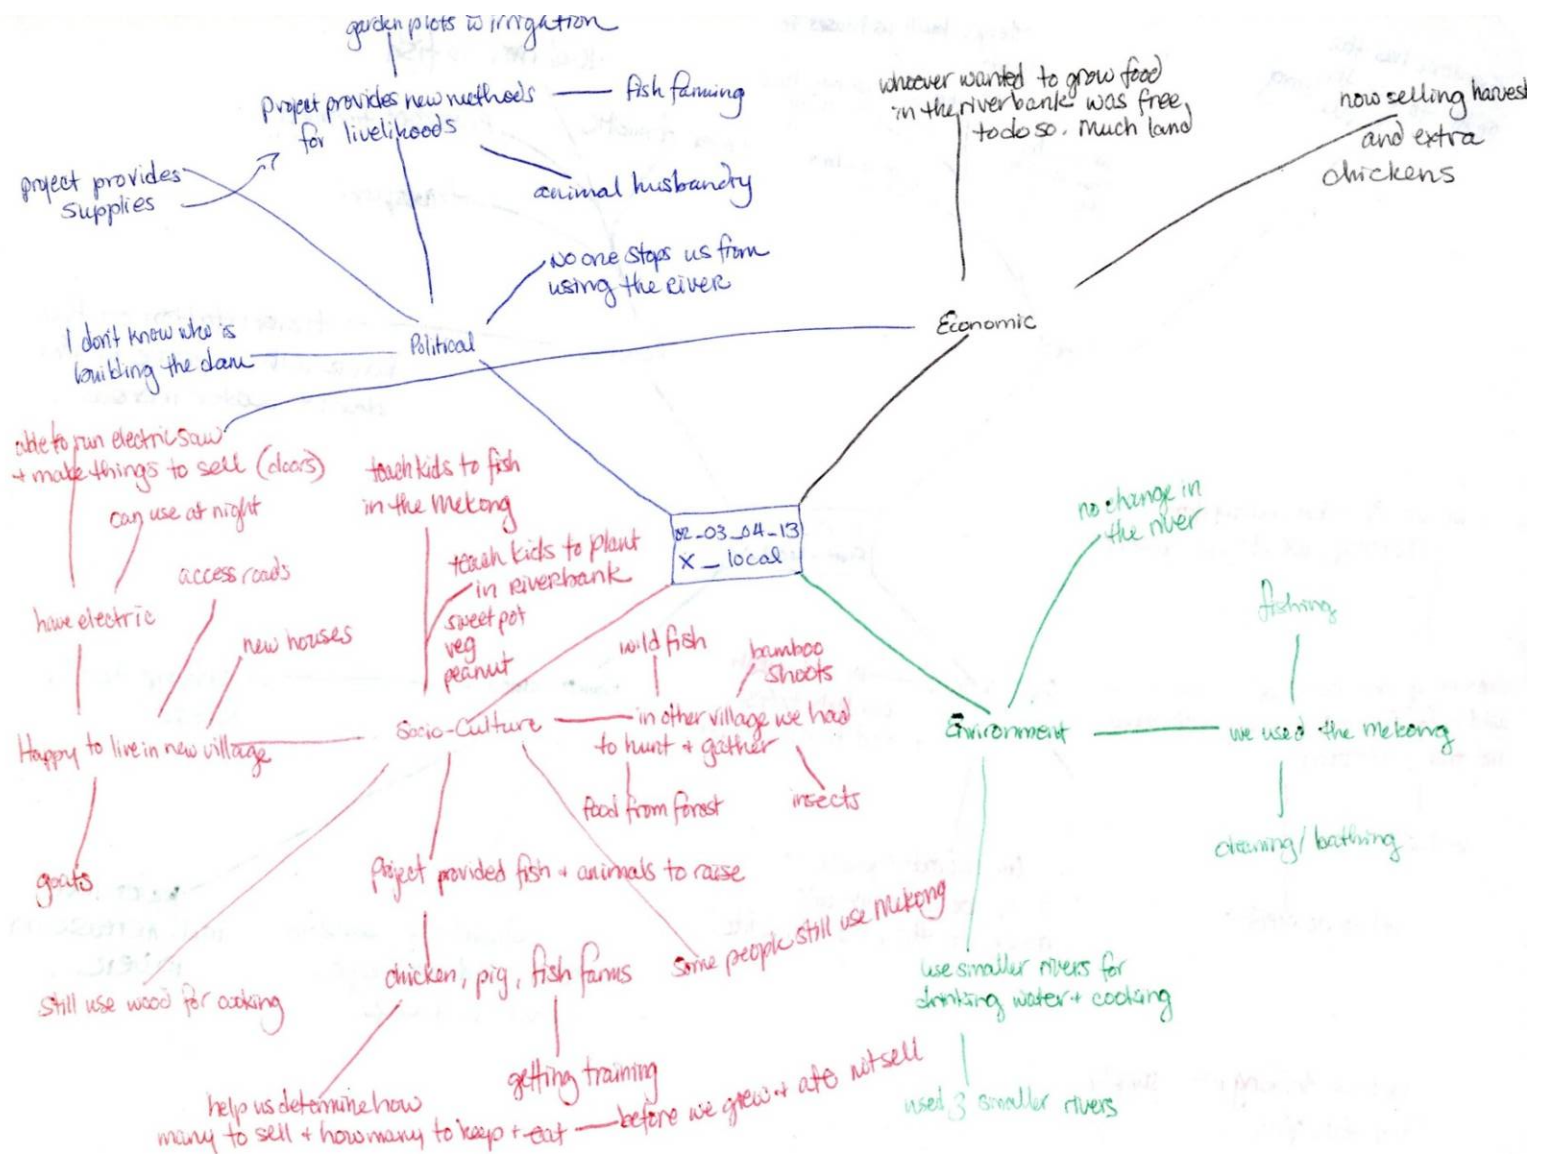 garden plots w irrigation
project provides new methods
for livelihoods
fish farming
animal husbandry
project provides
supplies
No one stops us from
using the river
I don't know who is
building the dam
Political
whoever wanted to grow food
in the riverbank was free
to do so. Much land
now selling harvest
and extra
chickens
Economic
able to run electric saw
+ make things to sell (doors)
can use at night
have electric
access roads
new houses
Happy to live in new village
goats
teach kids to fish
in the Mekong
teach kids to plant
in riverbank
sweet pot
veg
peanut
02_03_04_13
X_local
Socio-Culture
wild fish
bamboo
shoots
in other village we had
to hunt + gather
food from forest
insects
Project provided fish + animals to raise
chicken, pig, fish farms
getting training
help us determine how
many to sell + how many to keep + eat
before we grew + ate not sell
some people still use Mekong
still use wood for cooking
no change in
the river
Environment
fishing
we used the Mekong
cleaning/bathing
use smaller rivers for
drinking water + cooking
used 3 smaller rivers